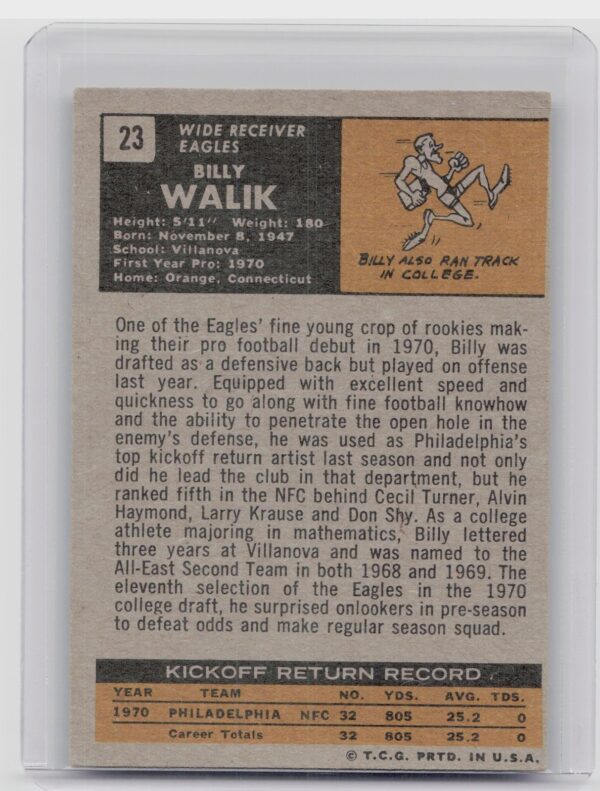 23
WIDE RECEIVER
EAGLES
BILLY
WALIK
Height: 5'11" Weight: 180
Born: November 8, 1947
School: Villanova
First Year Pro: 1970
Home: Orange, Connecticut
BILLY ALSO RAN TRACK
IN COLLEGE.
One of the Eagles' fine young crop of rookies mak-
ing their pro football debut in 1970, Billy was
drafted as a defensive back but played on offense
last year. Equipped with excellent speed and
quickness to go along with fine football knowhow
and the ability to penetrate the open hole in the
enemy's defense, he was used as Philadelphia's
top kickoff return artist last season and not only
did he lead the club in that department, but he
ranked fifth in the NFC behind Cecil Turner, Alvin
Haymond, Larry Krause and Don Shy. As a college
athlete majoring in mathematics, Billy lettered
three years at Villanova and was named to the
All-East Second Team in both 1968 and 1969. The
eleventh selection of the Eagles in the 1970
college draft, he surprised onlookers in pre-season
to defeat odds and make regular season squad.
KICKOFF RETURN RECORD
YEAR TEAM NO. YDS. AVG. TDS.
1970 PHILADELPHIA NFC 32 805 25.2 0
Career Totals 32 805 25.2 0
© T.C.G. PRTD. IN U.S.A.